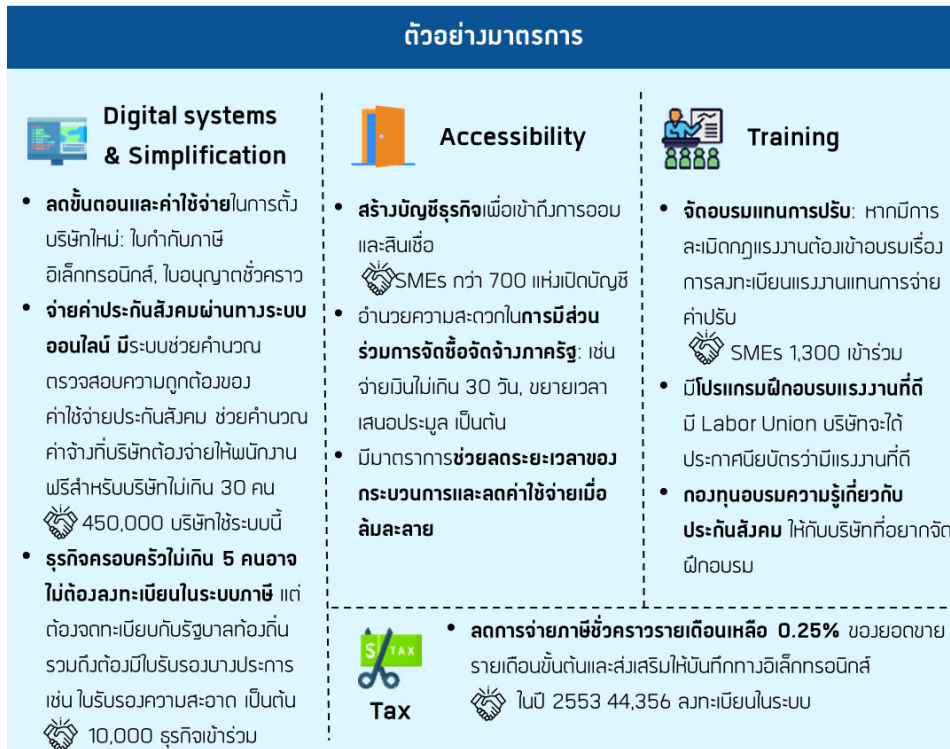 ตัวอย่างมาตรการ
Digital systems
& Simplification
• ลดขั้นตอนและค่าใช้จ่ายในการตั้ง
บริษัทใหม่: ใบกำกับภาษี
อิเล็กทรอนิกส์, ใบอนุญาตชั่วคราว
• จ่ายค่าประกันสังคมผ่านทางระบบ
ออนไลน์ มีระบบช่วยคำนวณ
ตรวจสอบความถูกต้องของ
ค่าใช้จ่ายประกันสังคม ช่วยคำนวณ
ค่าจ้างที่บริษัทต้องจ่ายให้พนักงาน
ฟรีสำหรับบริษัทไม่เกิน 30 คน
450,000 บริษัทใช้ระบบนี้
• ธุรกิจครอบครัวไม่เกิน 5 คนอาจ
ไม่ต้องลงทะเบียนในระบบภาษี แต่
ต้องจดทะเบียบกับรัฐบาลท้องถิ่น
รวมถึงต้องมีใบรับรองบางประการ
เช่น ใบรับรองความสะอาด เป็นต้น
10,000 ธุรกิจเข้าร่วม
Accessibility
• สร้างบัญชีธุรกิจเพื่อเข้าถึงการออม
และสินเชื่อ
SMEs กว่า 700 แห่งเปิดบัญชี
• อำนวยความสะดวกในการมีส่วน
ร่วมการจัดซื้อจัดจ้างภาครัฐ: เช่น
จ่ายเงินไม่เกิน 30 วัน, ขยายเวลา
เสนอประมูล เป็นต้น
• มีมาตราการช่วยลดระยะเวลาของ
กระบวนการและลดค่าใช้จ่ายเมื่อ
ล้มละลาย
Training
• จัดอบรมแทนการปรับ: หากมีการ
ละเมิดกฎแรงงานต้องเข้าอบรมเรื่อง
การลงทะเบียนแรงงานแทนการจ่าย
ค่าปรับ
SMEs 1,300 เข้าร่วม
• มีโปรแกรมฝึกอบรบแรงงานที่ดี
มี Labor Union บริษัทจะได้
ประกาศนียบัตรว่ามีแรงงานที่ดี
• กองทุนอบรมความรู้เกี่ยวกับ
ประกันสังคม ให้กับบริษัทที่อยากจัด
ฝึกอบรม
S TAX
Tax
• ลดการจ่ายภาษีชั่วคราวรายเดือนเหลือ 0.25% ของยอดขาย
รายเดือนขั้นต้นและส่งเสริมให้บันทึกทางอิเล็กทรอนิกส์
ในปี 2553 44,356 ลงทะเบียนในระบบ